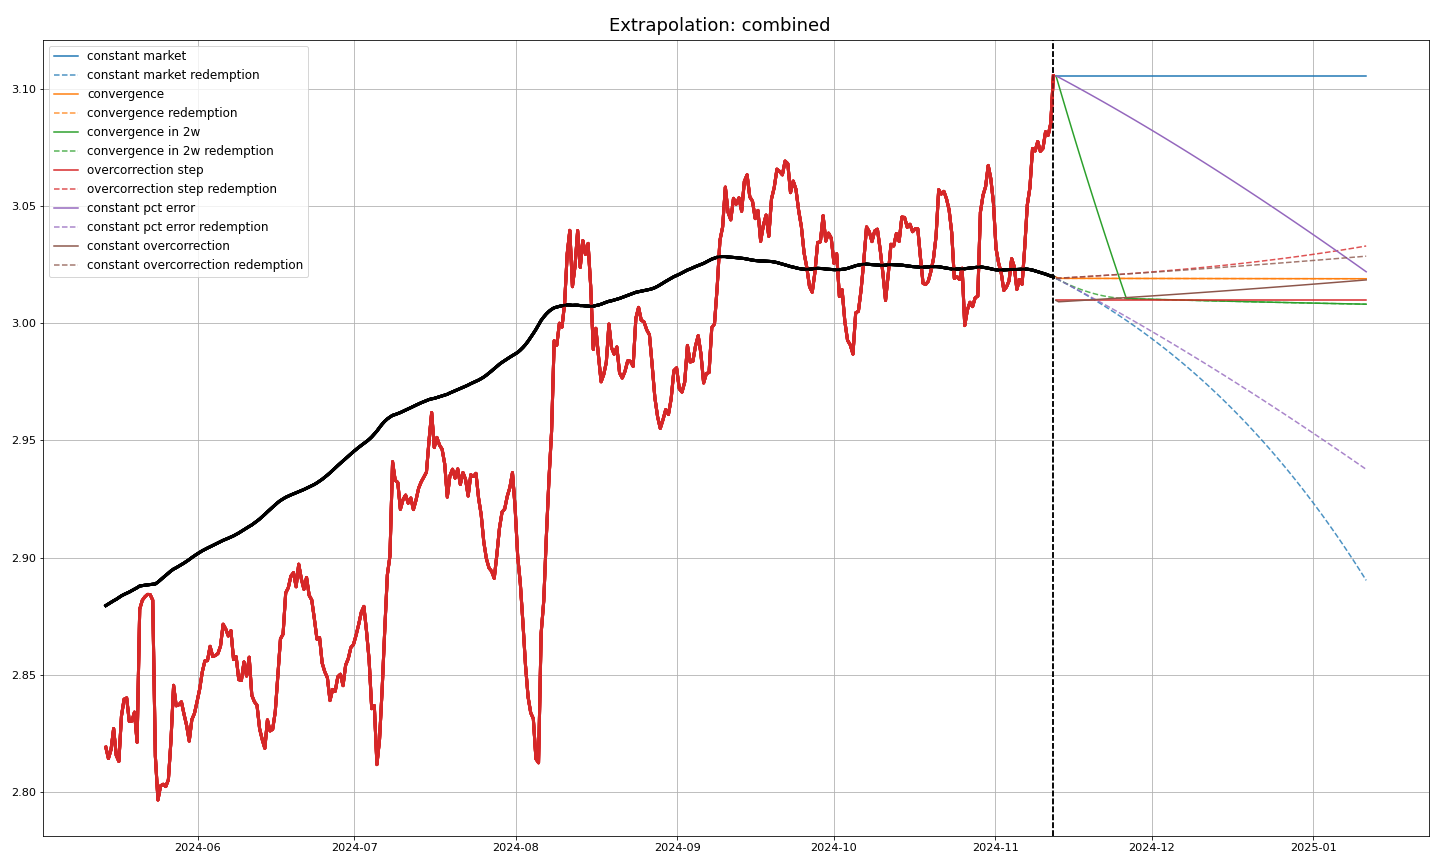 Extrapolation: combined
constant market
constant market redemption
convergence
convergence redemption
convergence in 2w
convergence in 2w redemption
overcorrection step
overcorrection step redemption
constant pct error
constant pct error redemption
constant overcorrection
constant overcorrection redemption
3.10
3.05
3.00
2.95
2.90
2.85
2.80
2024-06
2024-07
2024-08
2024-09
2024-10
2024-11
2024-12
2025-01